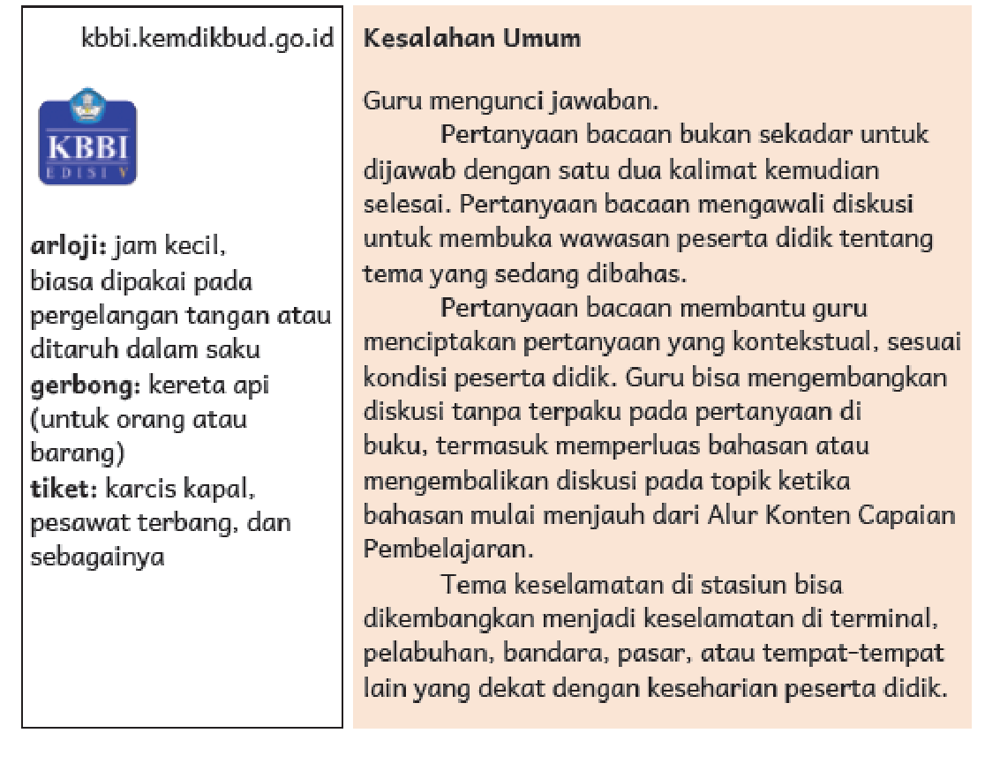 kbbi.kemdikbud.go.id
KBBI
EDISI V
arloji: jam kecil,
biasa dipakai pada
pergelangan tangan atau
ditaruh dalam saku
gerbong: kereta api
(untuk orang atau
barang)
tiket: karcis kapal,
pesawat terbang, dan
sebagainya
Kesalahan Umum
Guru mengunci jawaban.
Pertanyaan bacaan bukan sekadar untuk
dijawab dengan satu dua kalimat kemudian
selesai. Pertanyaan bacaan mengawali diskusi
untuk membuka wawasan peserta didik tentang
tema yang sedang dibahas.
Pertanyaan bacaan membantu guru
menciptakan pertanyaan yang kontekstual, sesuai
kondisi peserta didik. Guru bisa mengembangkan
diskusi tanpa terpaku pada pertanyaan di
buku, termasuk memperluas bahasan atau
mengembalikan diskusi pada topik ketika
bahasan mulai menjauh dari Alur Konten Capaian
Pembelajaran.
Tema keselamatan di stasiun bisa
dikembangkan menjadi keselamatan di terminal,
pelabuhan, bandara, pasar, atau tempat-tempat
lain yang dekat dengan keseharian peserta didik.